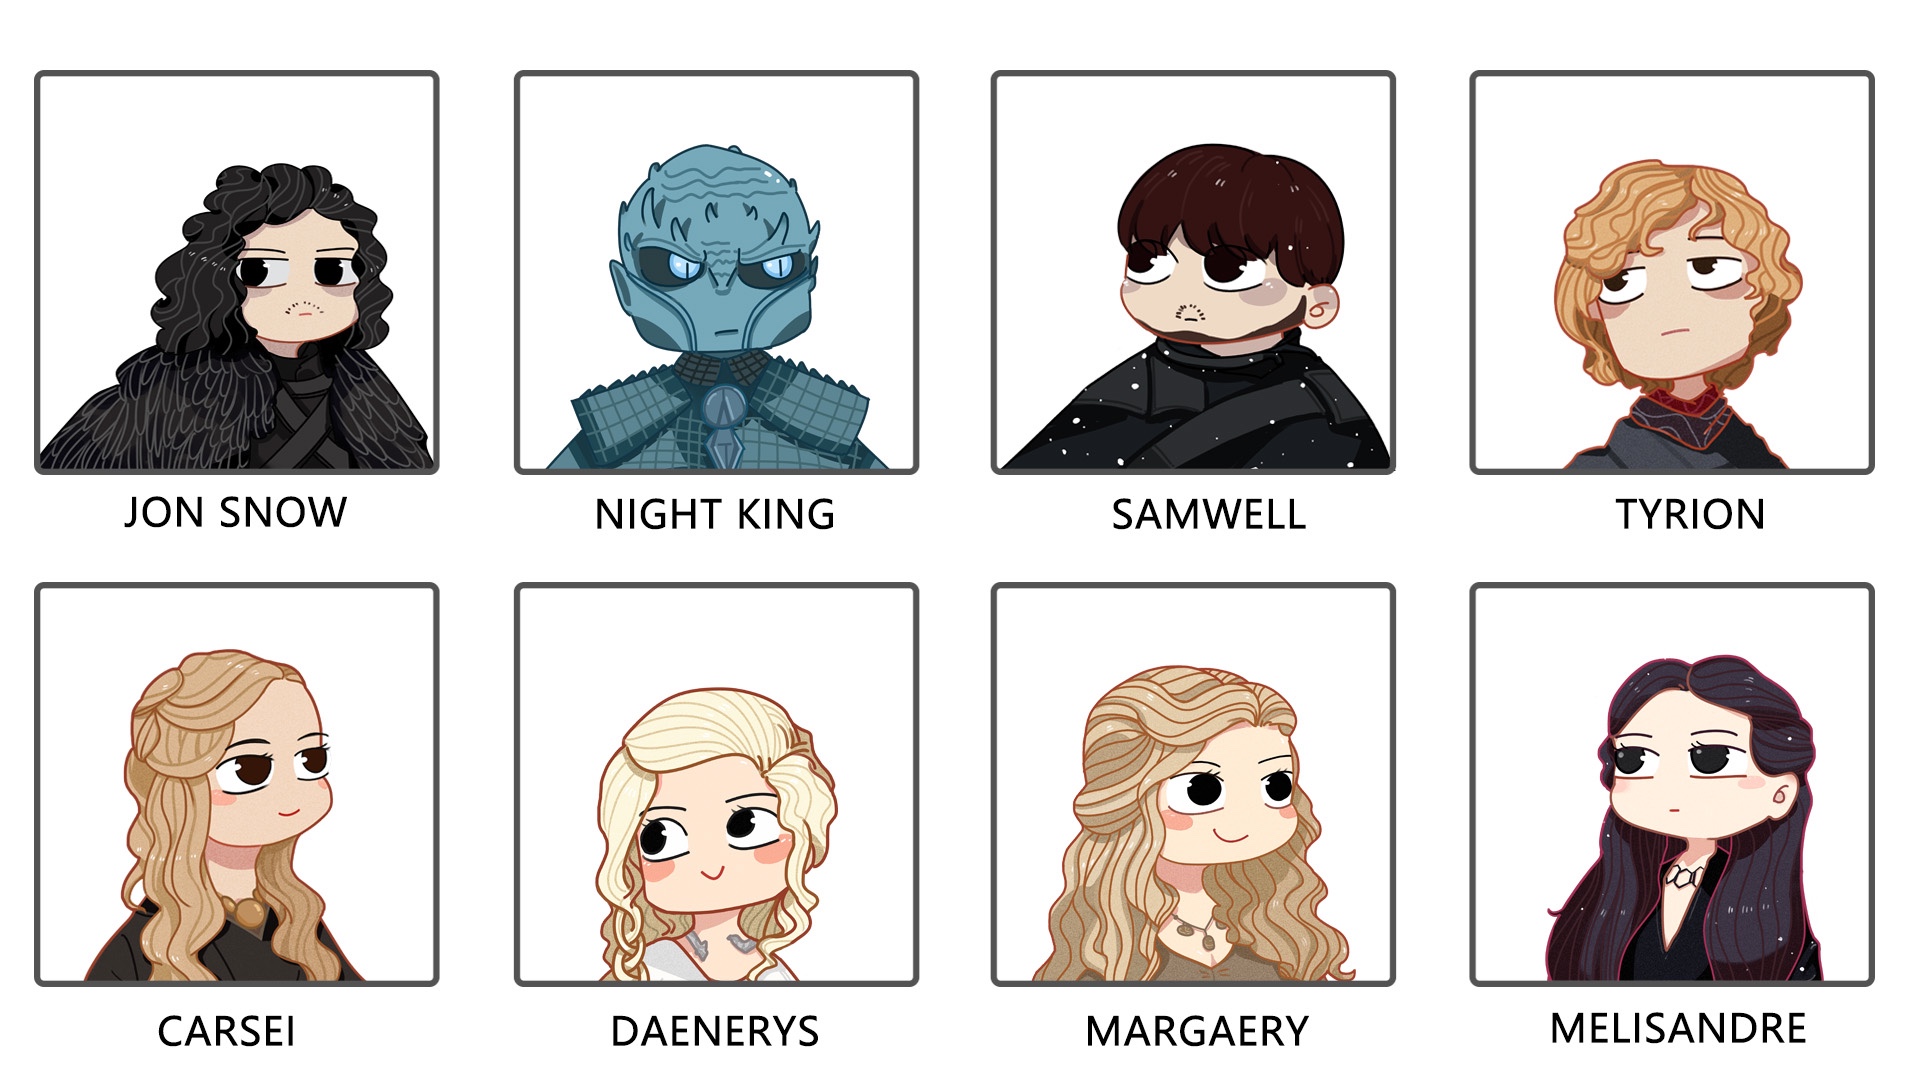 JON SNOW
NIGHT KING
SAMWELL
TYRION
CARSEI
DAENERYS
MARGAERY
MELISANDRE